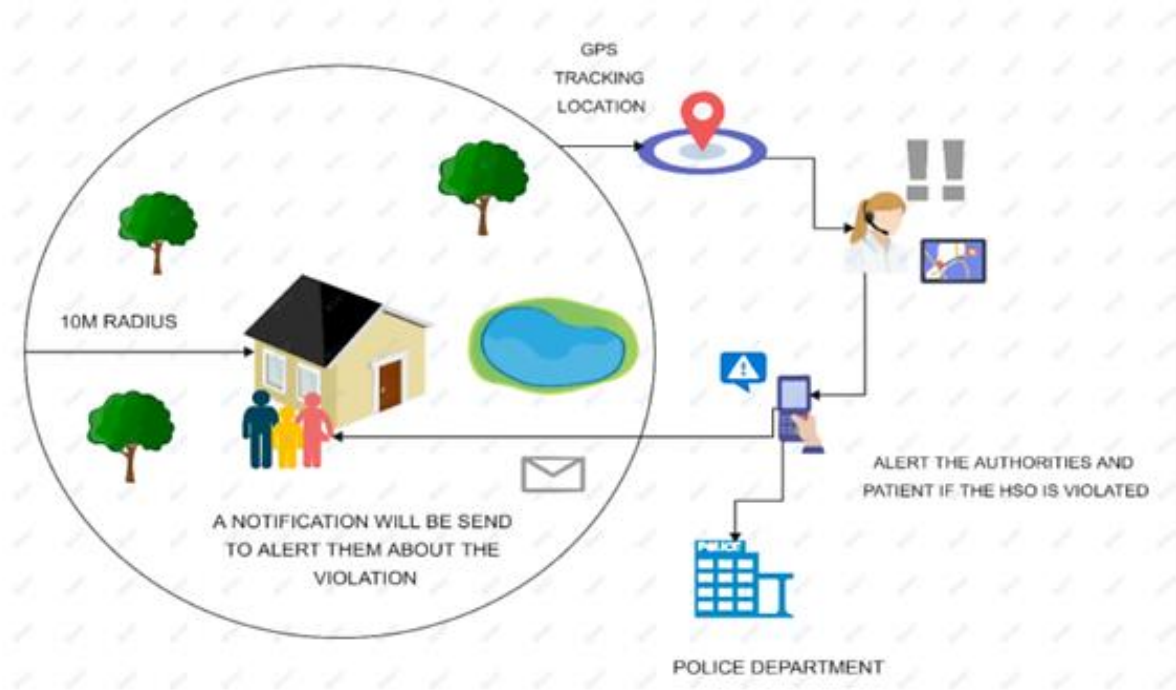 GPS
TRACKING
LOCATION
10M RADIUS
ALERT THE AUTHORITIES AND
PATIENT IF THE HSO IS VIOLATED
A NOTIFICATION WILL BE SEND
TO ALERT THEM ABOUT THE
VIOLATION
POLICE
POLICE DEPARTMENT